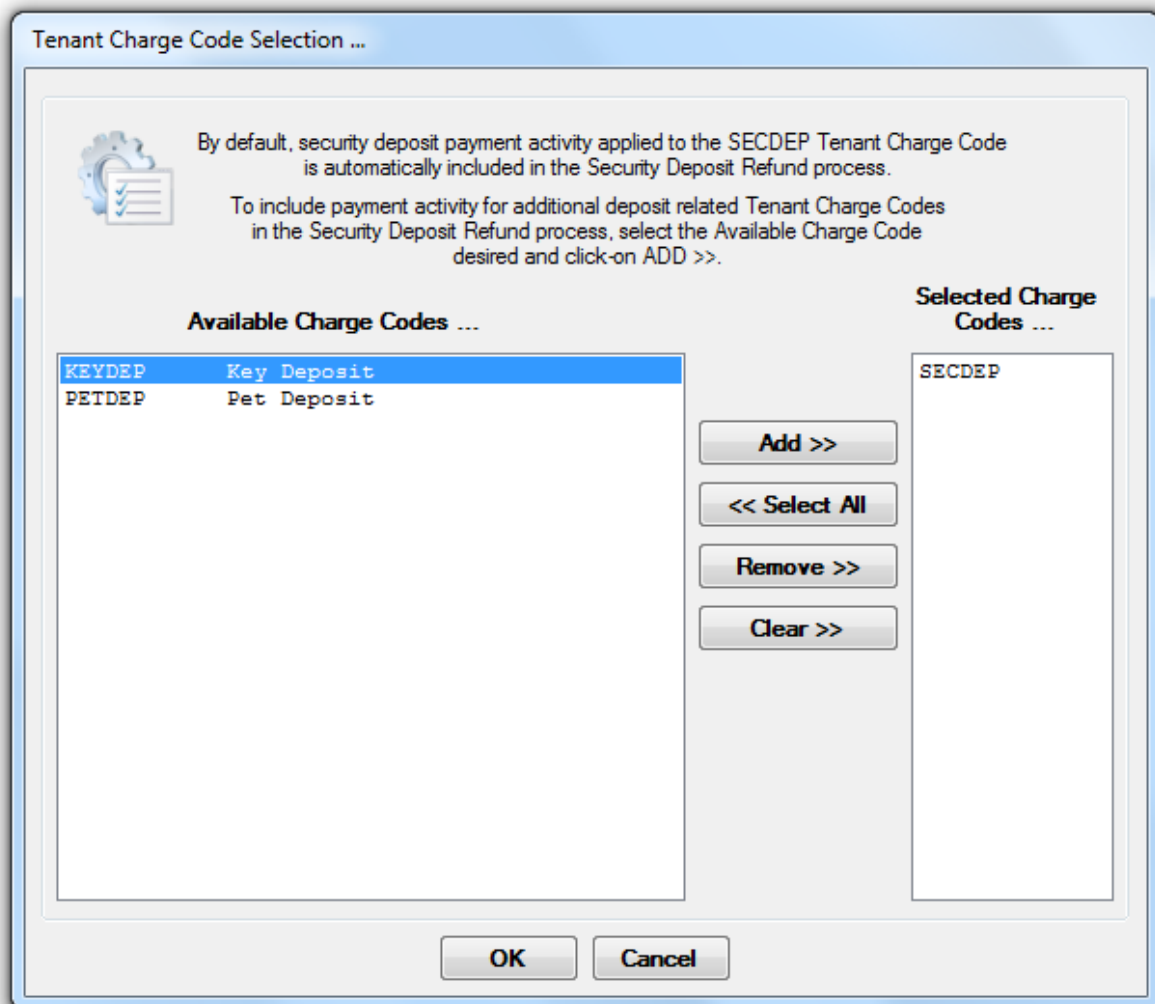 Tenant Charge Code Selection ...
By default, security deposit payment activity applied to the SECDEP Tenant Charge Code
is automatically included in the Security Deposit Refund process.
To include payment activity for additional deposit related Tenant Charge Codes
in the Security Deposit Refund process, select the Available Charge Code
desired and click-on ADD >>.
Available Charge Codes ...
Selected Charge
Codes ...
KEYDEP Key Deposit
PETDEP Pet Deposit
SECDEP
Add >>
<< Select All
Remove >>
Clear >>
OK
Cancel